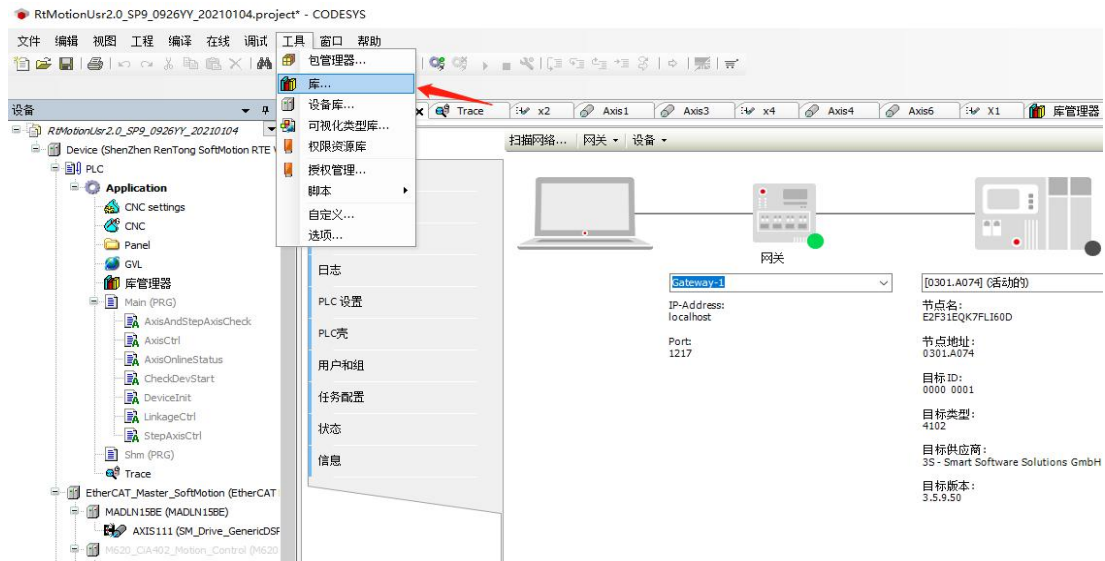 RtMotionUsr2.0_SP9_0926YY_20210104.project* - CODESYS
文件 编辑 视图 工程 编译 在线 调试 工具 窗口 帮助
包管理器...
库...
设备库...
可视化类型库...
权限资源库
授权管理...
脚本
自定义...
选项...
设备
Trace x2 Axis1 Axis3 x4 Axis4 Axis6 X1 库管理器
扫描网络... 网关 设备
RtMotionUsr2.0_SP9_0926YY_20210104
Device (ShenZhen RenTong SoftMotion RTE
PLC
Application
CNC settings
CNC
Panel
GVL
库管理器
Main (PRG)
AxisAndStepAxisCheck
AxisCtrl
AxisOnlineStatus
CheckDevStart
DeviceInit
LinkageCtrl
StepAxisCtrl
Shm (PRG)
Trace
EtherCAT_Master_SoftMotion (EtherCAT
MADLN15BE (MADLN15BE)
AXIS111 (SM_Drive_GenericDSP
M620_CiA402_Motion_Control (M620
日志
PLC 设置
PLC壳
用户和组
任务配置
状态
信息
网关
Gateway-1
IP-Address:
localhost
Port:
1217
[0301.A074] (活动的)
节点名:
E2F31EQK7FLI60D
节点地址:
0301.A074
目标ID:
0000 0001
目标类型:
4102
目标供应商:
3S - Smart Software Solutions GmbH
目标版本:
3.5.9.50